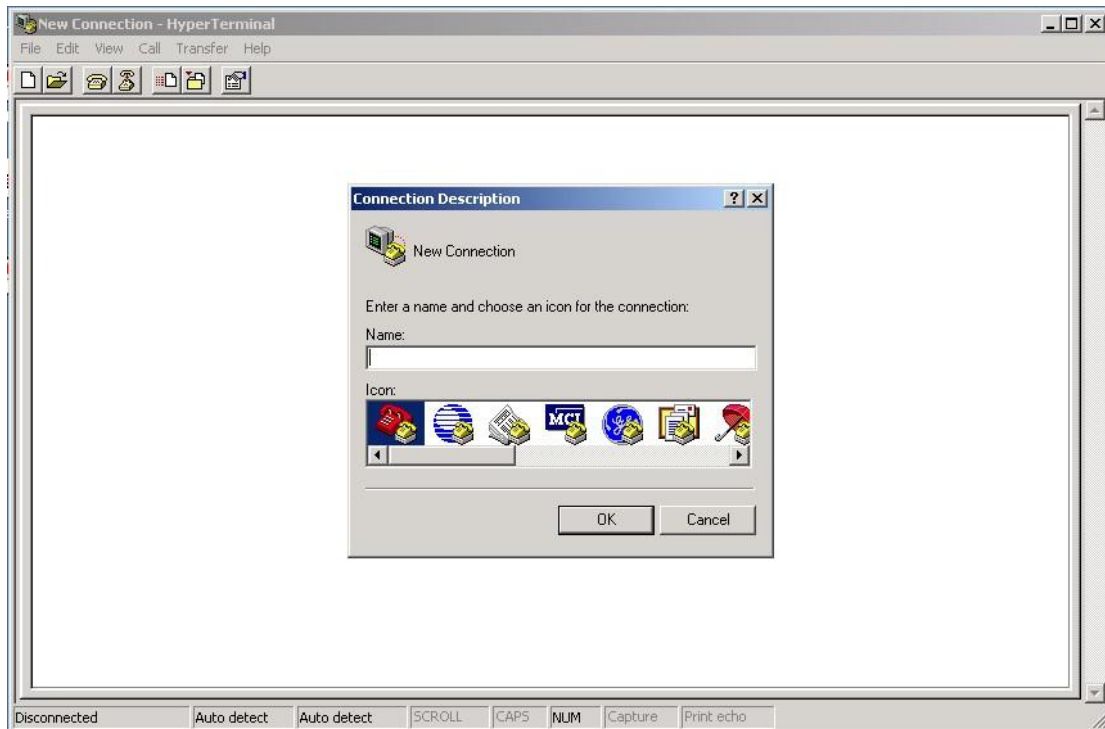 New Connection - HyperTerminal
File Edit View Call Transfer Help
Connection Description
New Connection
Enter a name and choose an icon for the connection:
Name:
Icon:
MCI
OK Cancel
Disconnected Auto detect Auto detect SCROLL CAPS NUM Capture Print echo